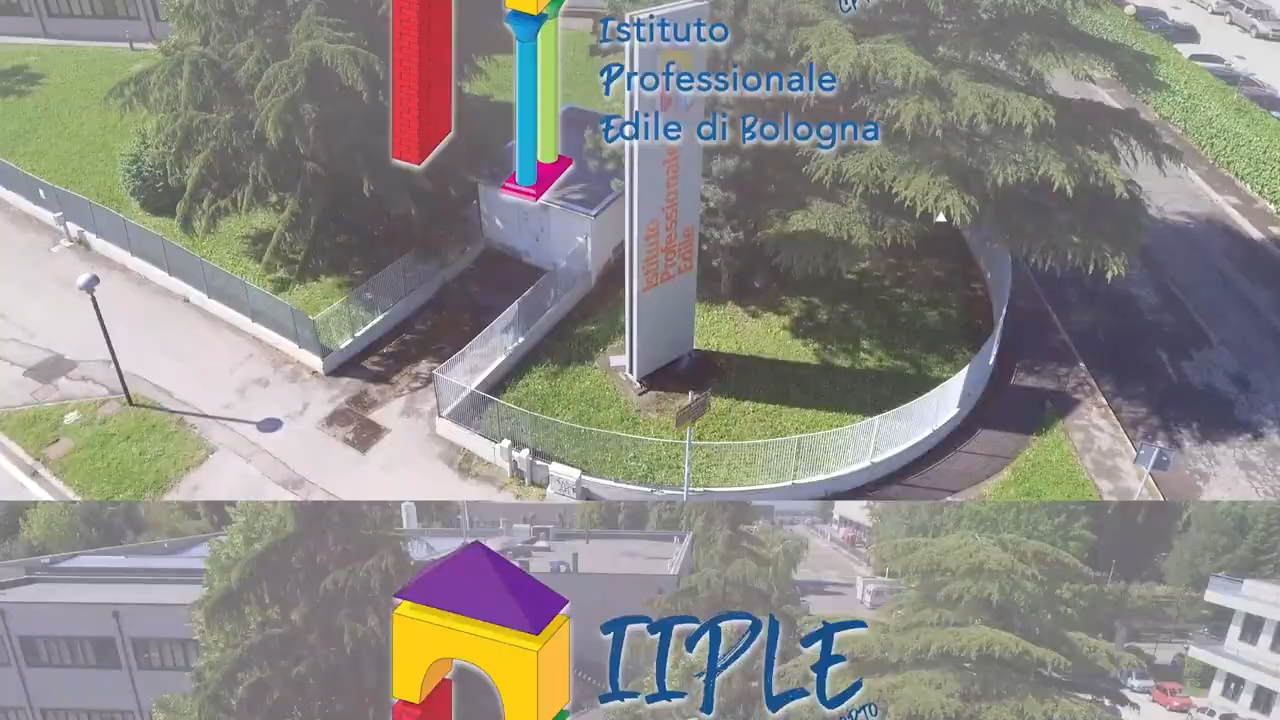 Istituto
Professionale
Edile di Bologna
Istituto
Professionale
Edile
IIPLE